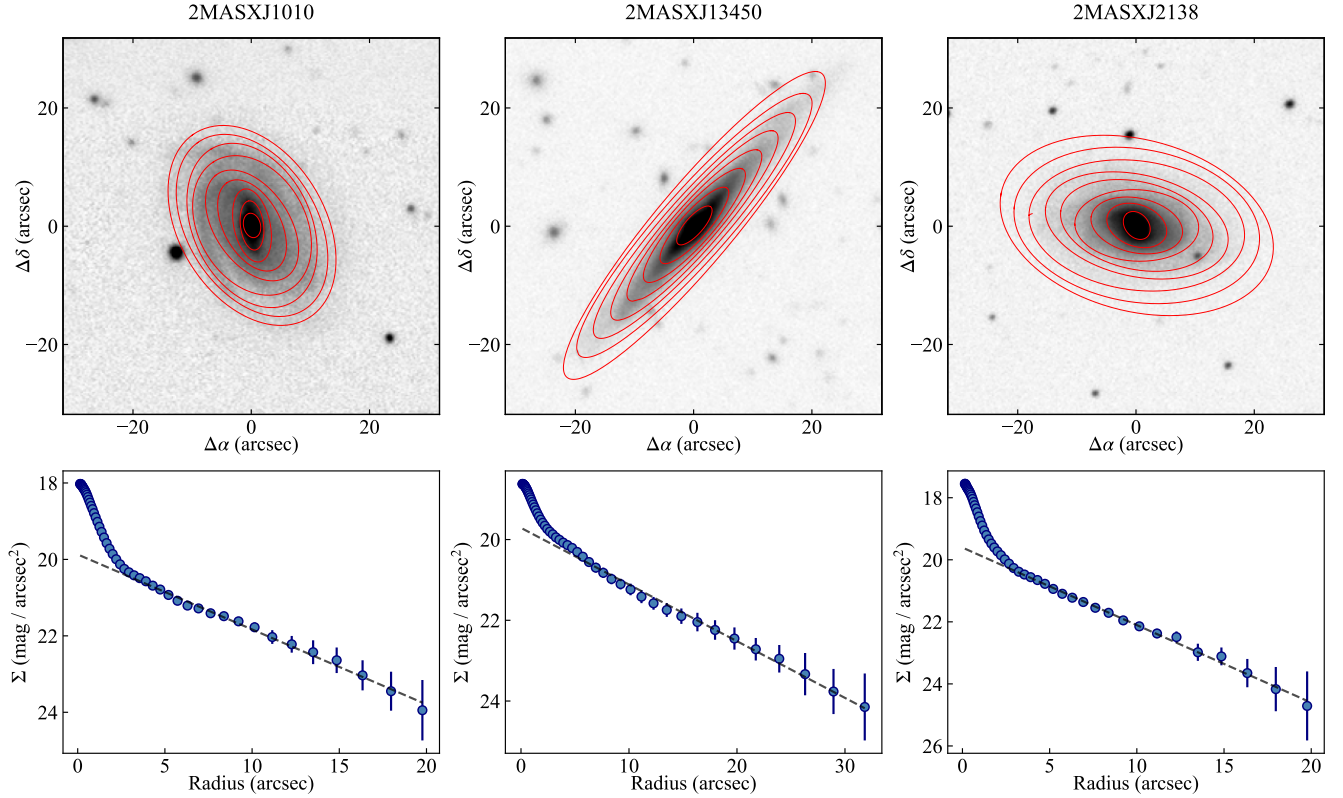 2MASXJ1010
2MASXJ13450
2MASXJ2138
Δδ (arcsec)
20
0
−20
−20
0
20
Δα (arcsec)
Δδ (arcsec)
20
0
−20
−20
0
20
Δα (arcsec)
Δδ (arcsec)
20
0
−20
−20
0
20
Δα (arcsec)
Σ (mag / arcsec²)
18
20
22
24
0
5
10
15
20
Radius (arcsec)
Σ (mag / arcsec²)
20
22
24
0
10
20
30
Radius (arcsec)
Σ (mag / arcsec²)
18
20
22
24
26
0
5
10
15
20
Radius (arcsec)